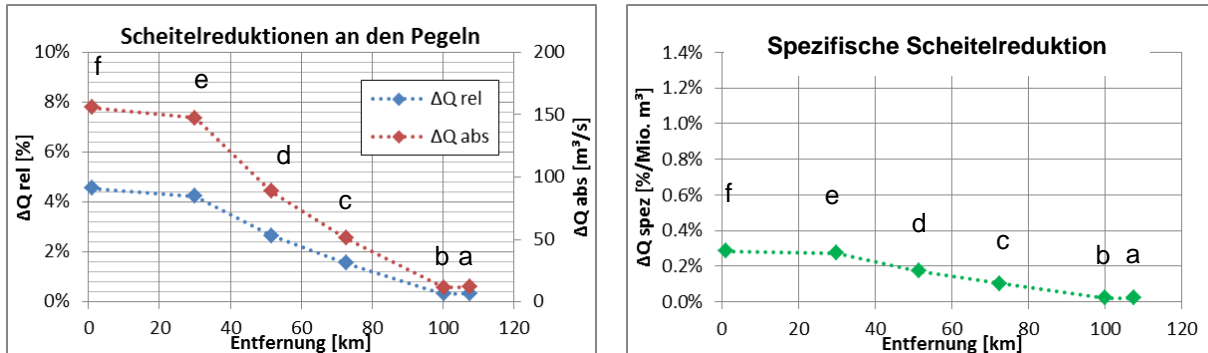 Scheitelreduktionen an den Pegeln
10%
8%
6%
4%
2%
0%
ΔQ rel [%]
200
150
100
50
0
ΔQ abs [m³/s]
f
e
d
c
b a
ΔQ rel
ΔQ abs
0 20 40 60 80 100 120
Entfernung [km]
Spezifische Scheitelreduktion
1.4%
1.2%
1.0%
0.8%
0.6%
0.4%
0.2%
0.0%
ΔQ spez [%/Mio. m³]
f
e
d
c
b a
0 20 40 60 80 100 120
Entfernung [km]